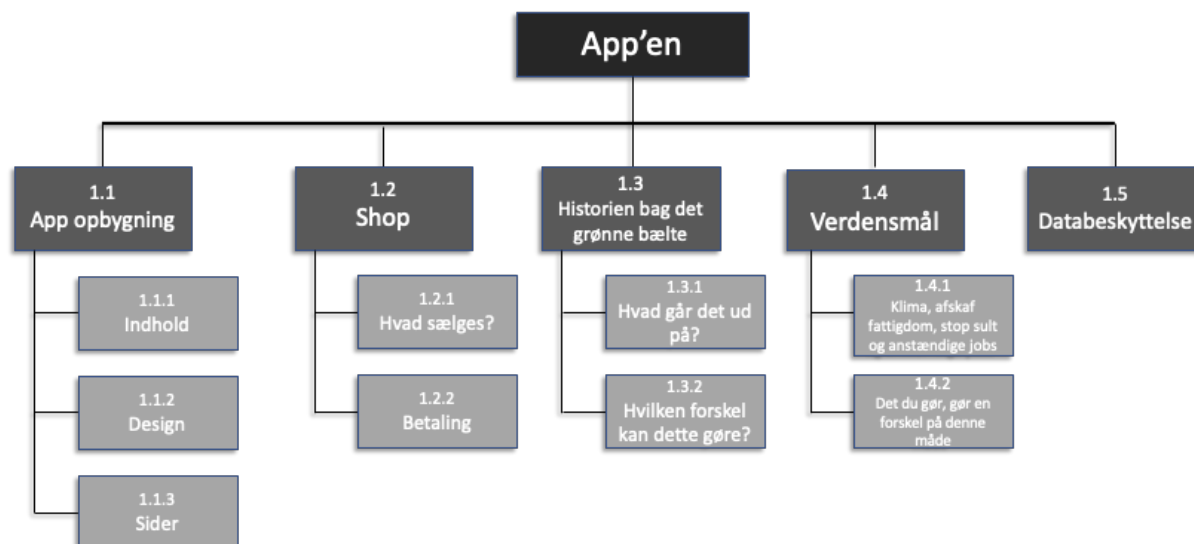 App'en
1.1
App opbygning
1.2
Shop
1.3
Historien bag det
grønne bælte
1.4
Verdensmål
1.5
Databeskyttelse
1.1.1
Indhold
1.2.1
Hvad sælges?
1.3.1
Hvad går det ud
på?
1.4.1
Klima, afskaf
fattigdom, stop sult
og anstændige jobs
1.1.2
Design
1.2.2
Betaling
1.3.2
Hvilken forskel
kan dette gøre?
1.4.2
Det du gør, gør en
forskel på denne
måde
1.1.3
Sider